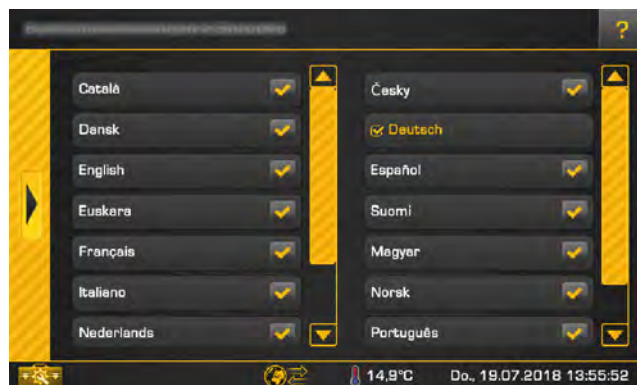 ?
Català
Dansk
English
Euskara
Français
Italiano
Nederlands
Česky
Deutsch
Español
Suomi
Magyar
Norsk
Português
14,9°C Do., 19.07.2018 13:55:52